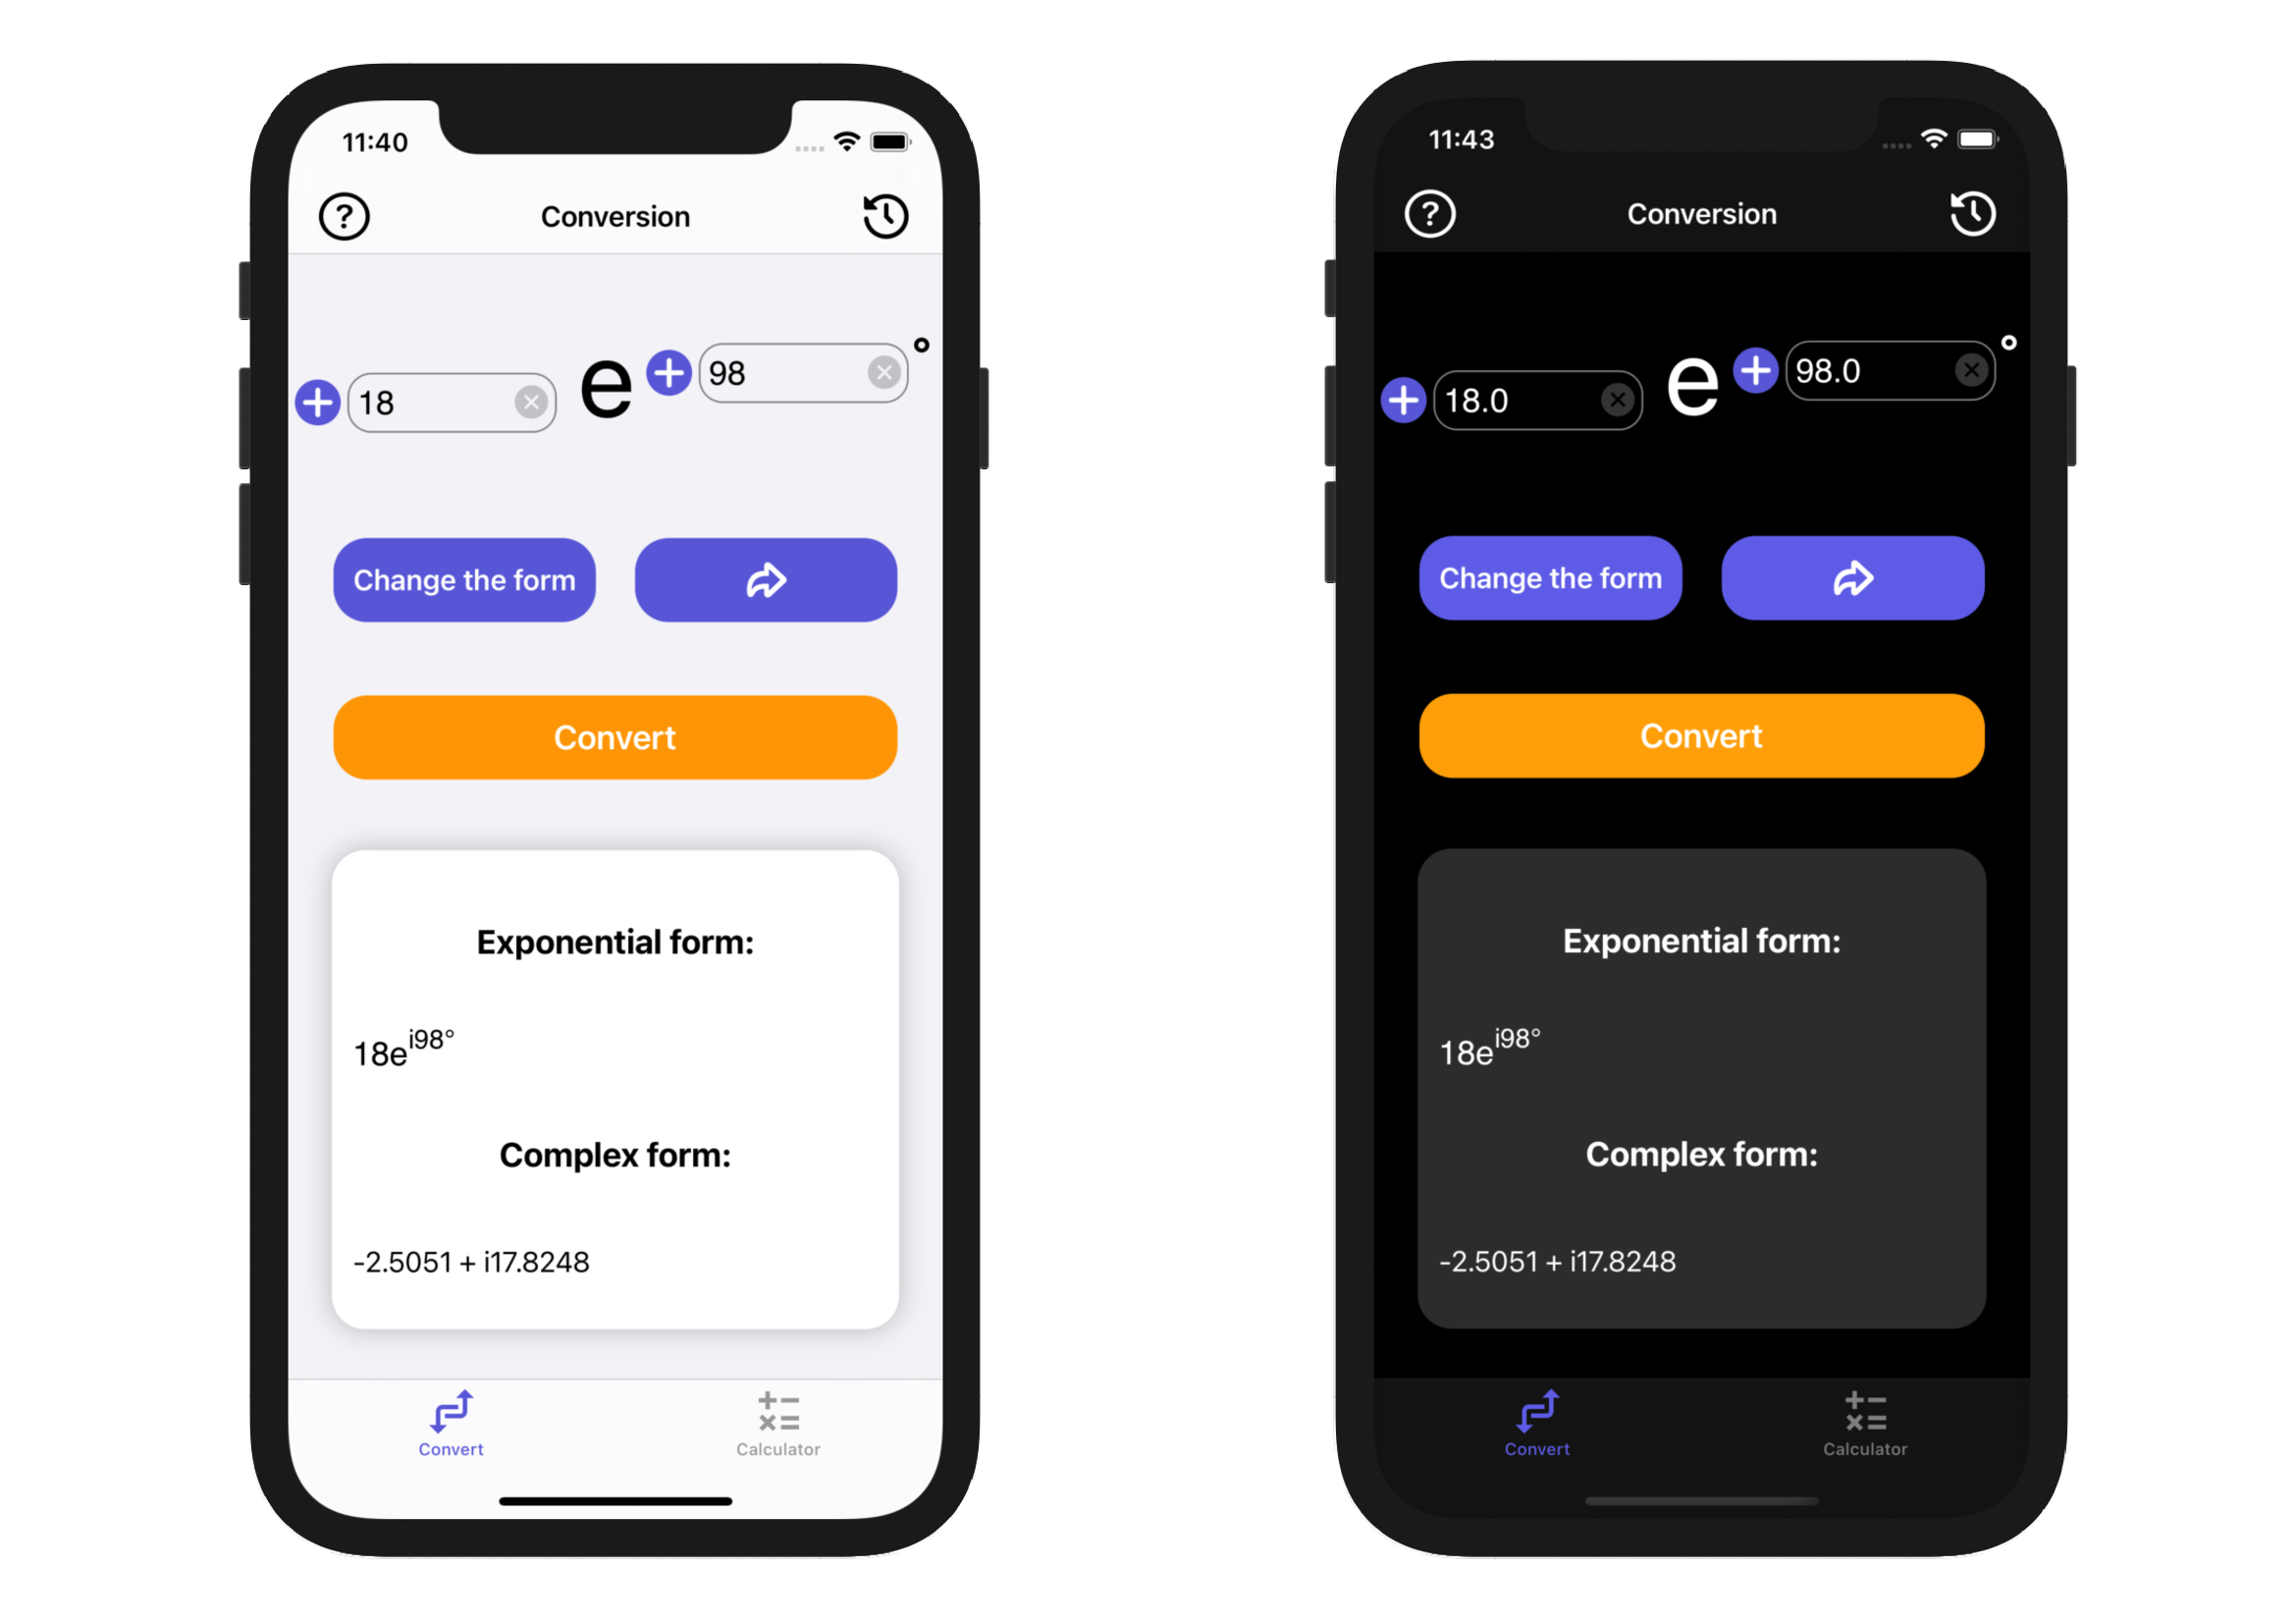 11:40
Conversion
18
e
98
°
Change the form
Convert
Exponential form:
18e^i98°
Complex form:
-2.5051 + i17.8248
Convert
Calculator
11:43
Conversion
18.0
e
98.0
°
Change the form
Convert
Exponential form:
18e^i98°
Complex form:
-2.5051 + i17.8248
Convert
Calculator